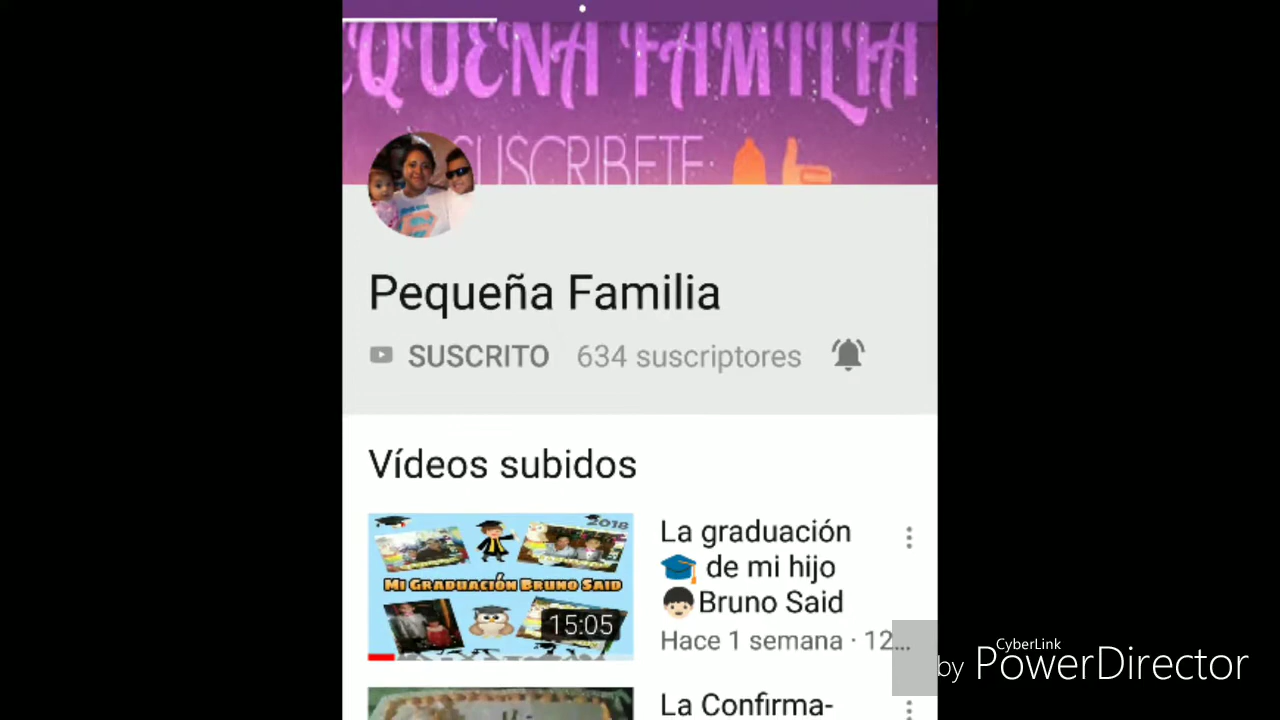 EQUEÑA FAMILIA
SUSCRIBETE
Pequeña Familia
SUSCRITO 634 suscriptores
Vídeos subidos
2018
MI GRADUACIÓN BRUNO SAID
15:05
La graduación
de mi hijo
Bruno Said
Hace 1 semana · 12...
La Confirma-
CyberLink
by PowerDirector